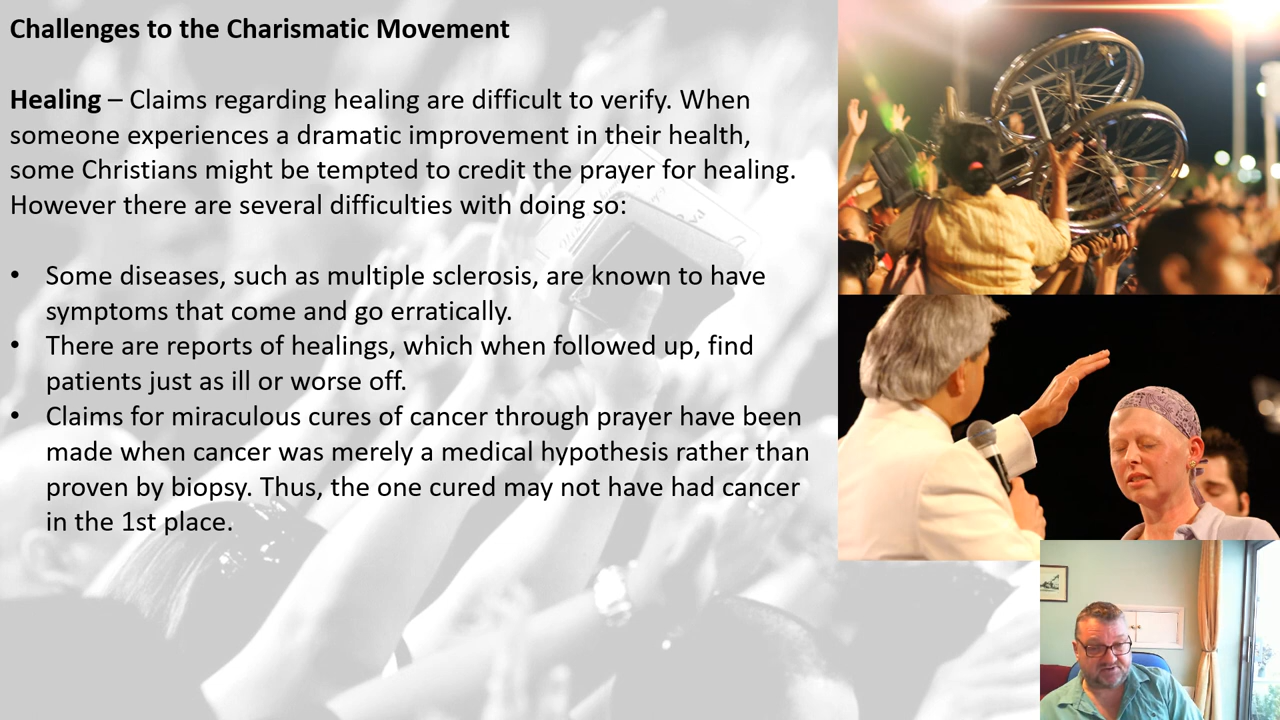 Challenges to the Charismatic Movement
Healing – Claims regarding healing are difficult to verify. When
someone experiences a dramatic improvement in their health,
some Christians might be tempted to credit the prayer for healing.
However there are several difficulties with doing so:
• Some diseases, such as multiple sclerosis, are known to have
symptoms that come and go erratically.
• There are reports of healings, which when followed up, find
patients just as ill or worse off.
• Claims for miraculous cures of cancer through prayer have been
made when cancer was merely a medical hypothesis rather than
proven by biopsy. Thus, the one cured may not have had cancer
in the 1st place.